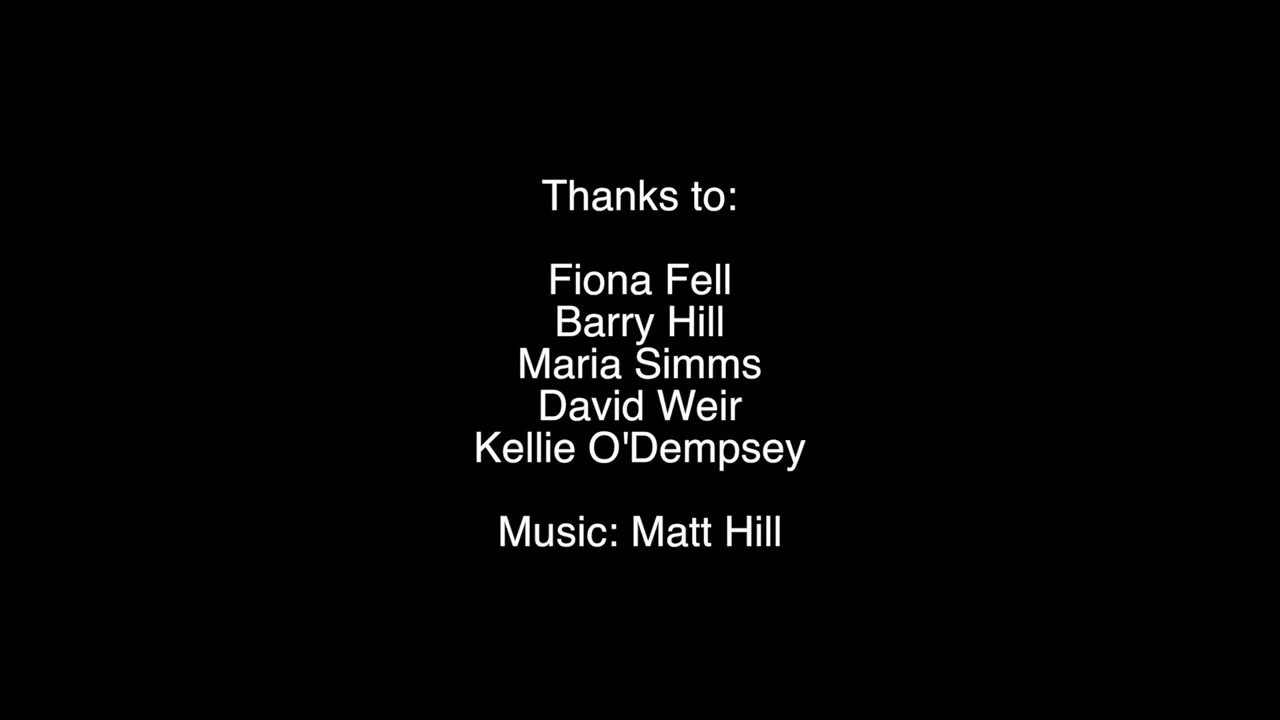 Thanks to:
Fiona Fell
Barry Hill
Maria Simms
David Weir
Kellie O'Dempsey
Music: Matt Hill